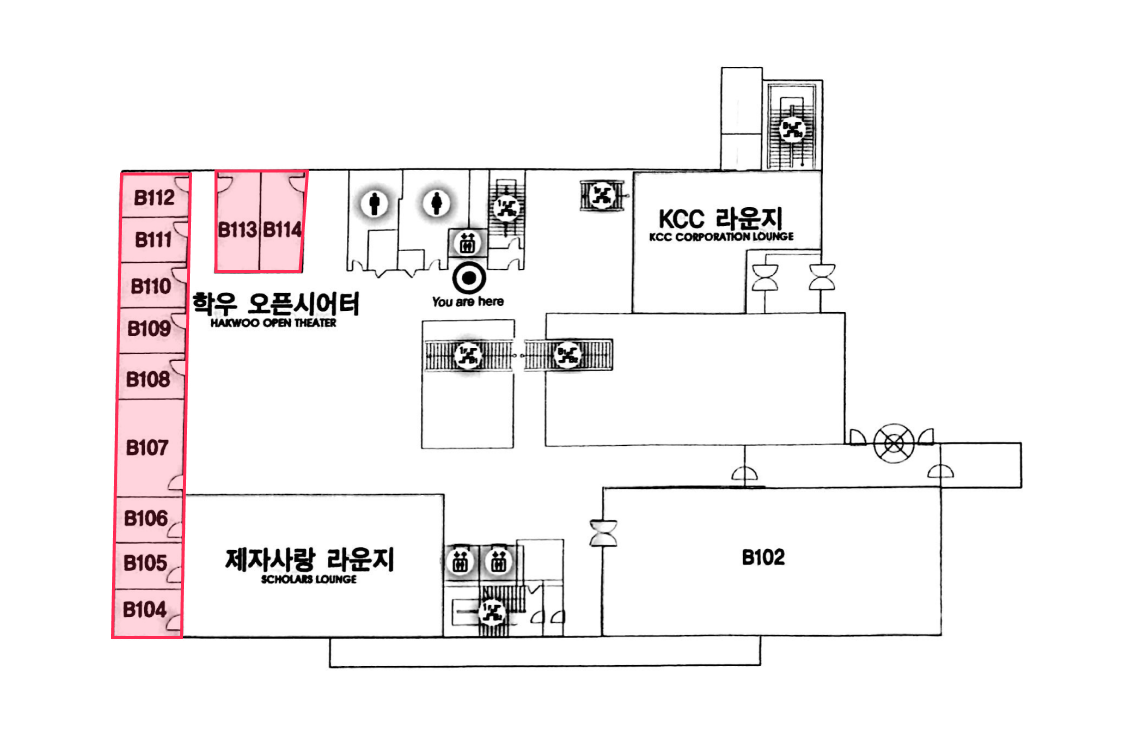 B112
B111
B110
B109
B108
B107
B106
B105
B104
B113
B114
학우 오픈시어터
HAKWOO OPEN THEATER
You are here
KCC 라운지
KCC CORPORATION LOUNGE
제자사랑 라운지
SCHOLARS LOUNGE
B102